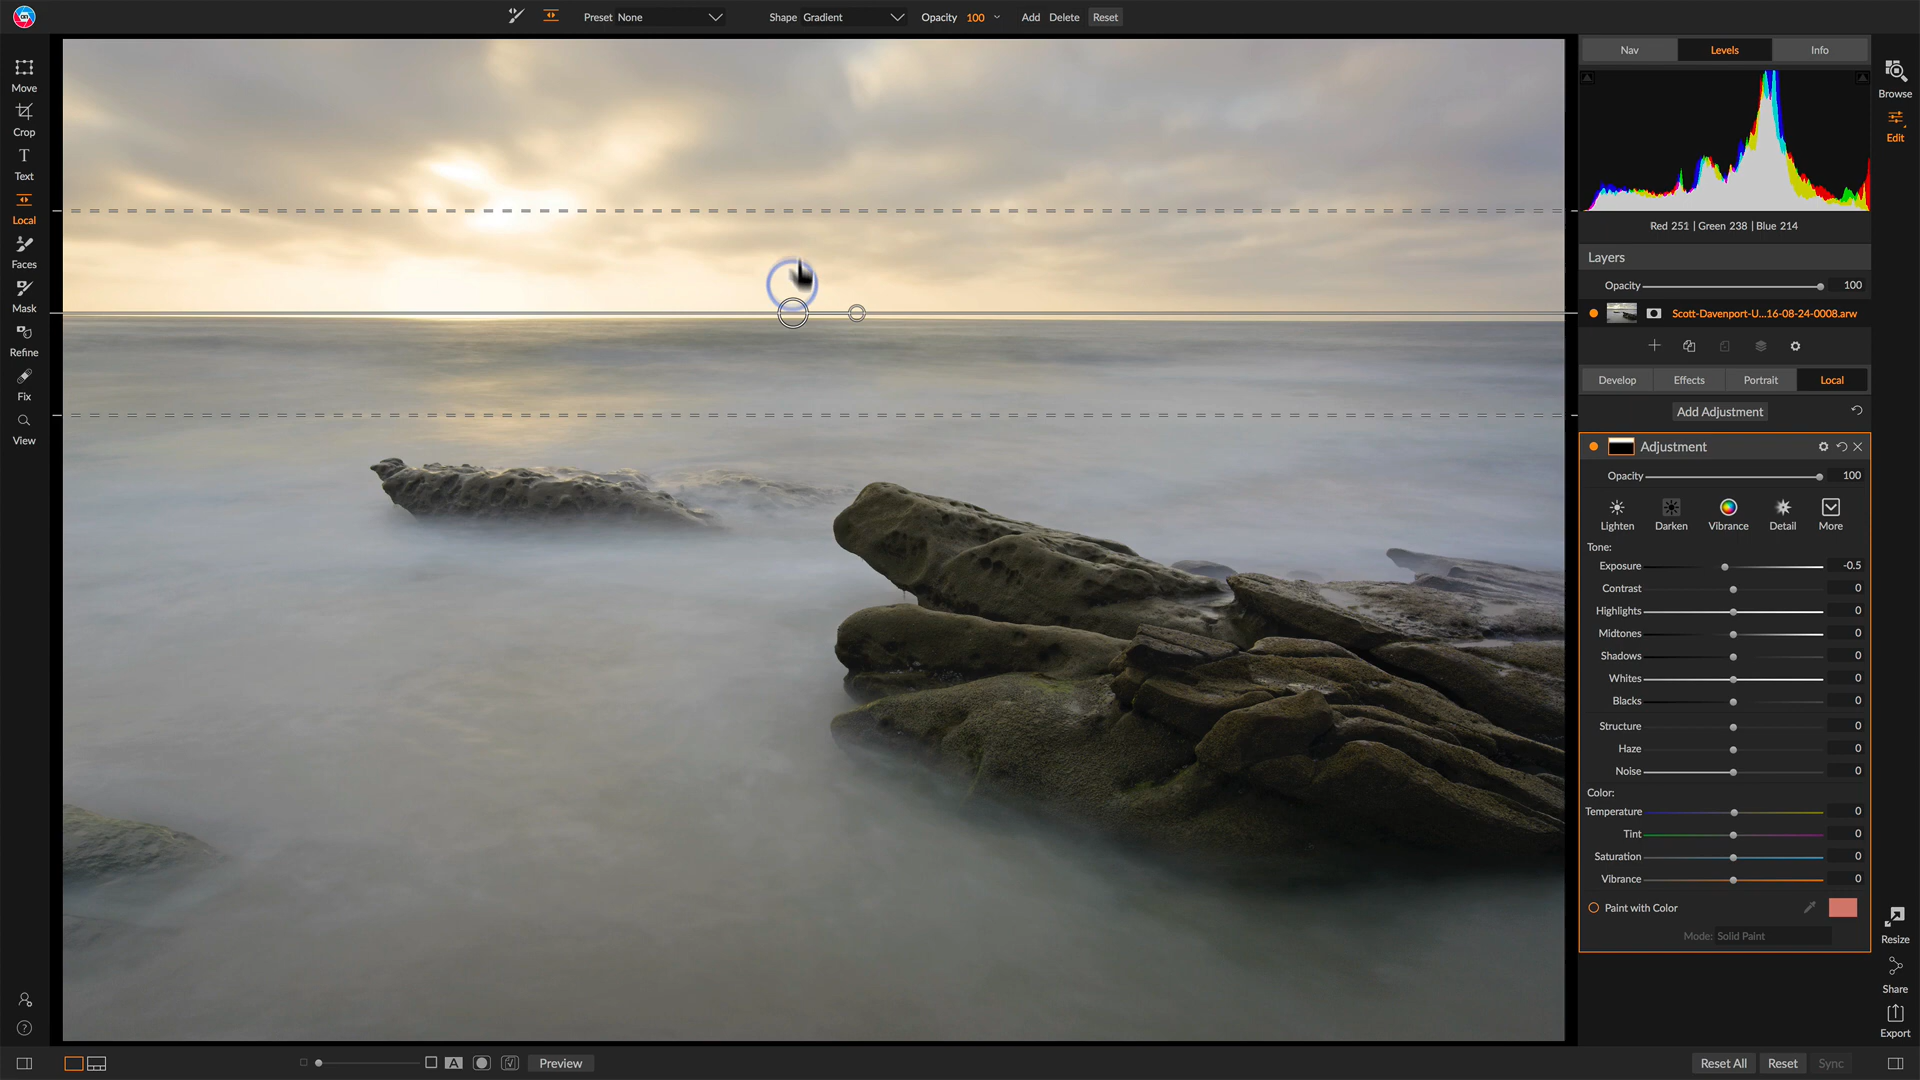 Preset None
Shape Gradient
Opacity 100
Add Delete Reset
Move
Crop
T
Text
Local
Faces
Mask
Refine
Fix
View
?
Nav Levels Info
Red 251 | Green 238 | Blue 214
Layers
Opacity 100
Scott-Davenport-U...16-08-24-0008.arw
Develop Effects Portrait Local
Add Adjustment
Adjustment
Opacity 100
Lighten Darken Vibrance Detail More
Tone:
Exposure -0.5
Contrast 0
Highlights 0
Midtones 0
Shadows 0
Whites 0
Blacks 0
Structure 0
Haze 0
Noise 0
Color:
Temperature 0
Tint 0
Saturation 0
Vibrance 0
Paint with Color
Mode: Solid Paint
Browse
Edit
Resize
Share
Export
A
Preview
Reset All Reset Sync